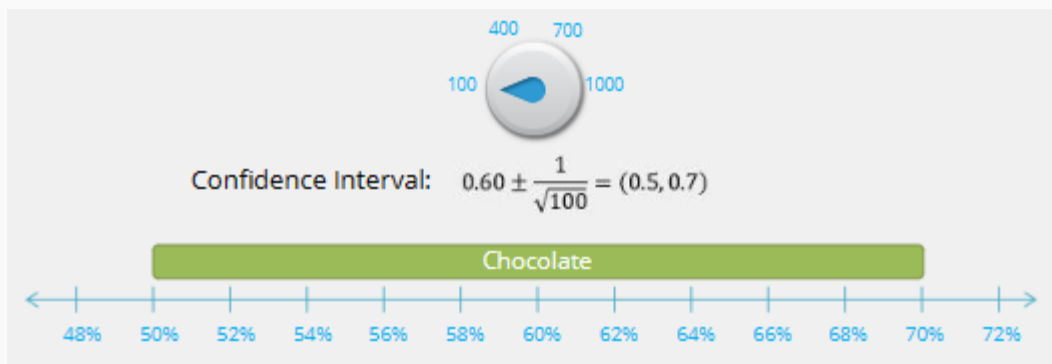 400 700
100 1000
Confidence Interval: 0.60 ± 1/√100 = (0.5, 0.7)
Chocolate
48% 50% 52% 54% 56% 58% 60% 62% 64% 66% 68% 70% 72%